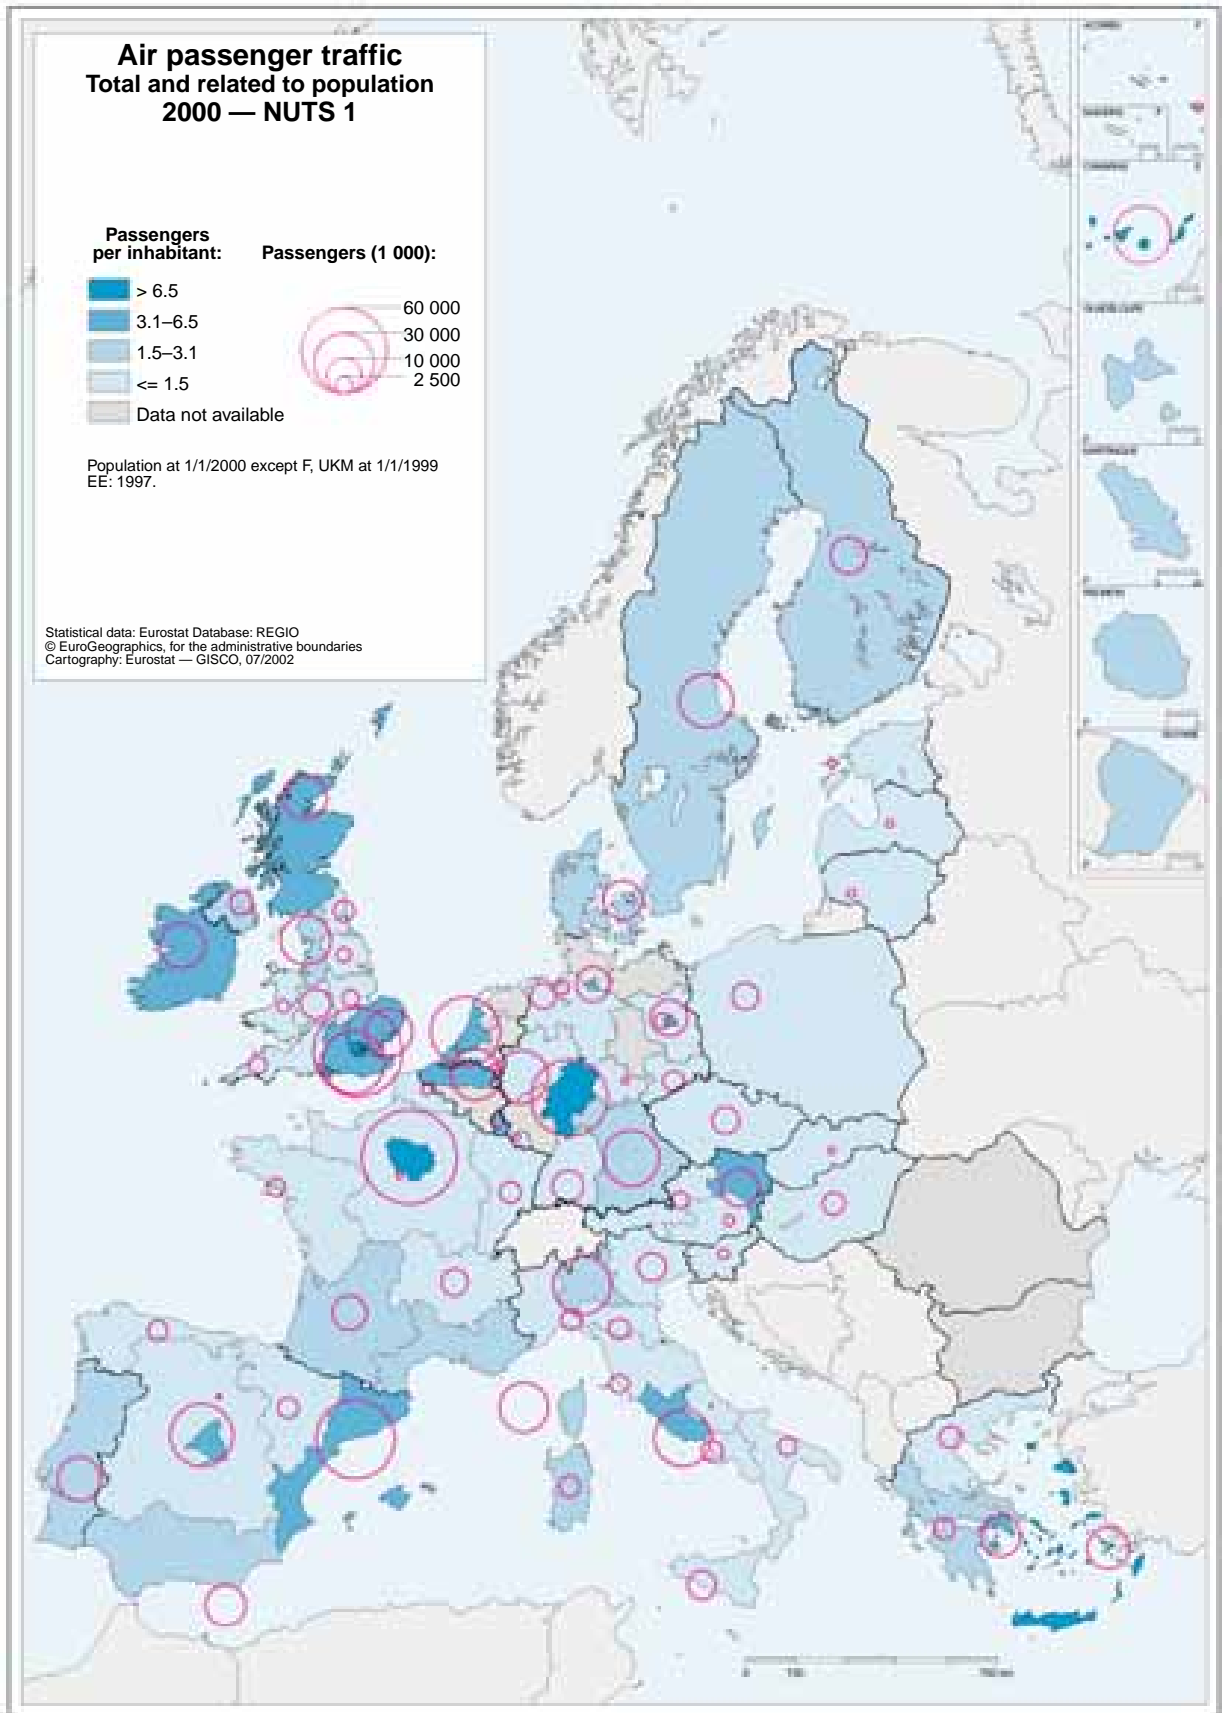 Air passenger traffic
Total and related to population
2000 — NUTS 1
Passengers
per inhabitant:
Passengers (1 000):
> 6.5
3.1–6.5
1.5–3.1
<= 1.5
Data not available
60 000
30 000
10 000
2 500
Population at 1/1/2000 except F, UKM at 1/1/1999
EE: 1997.
Statistical data: Eurostat Database: REGIO
© EuroGeographics, for the administrative boundaries
Cartography: Eurostat — GISCO, 07/2002